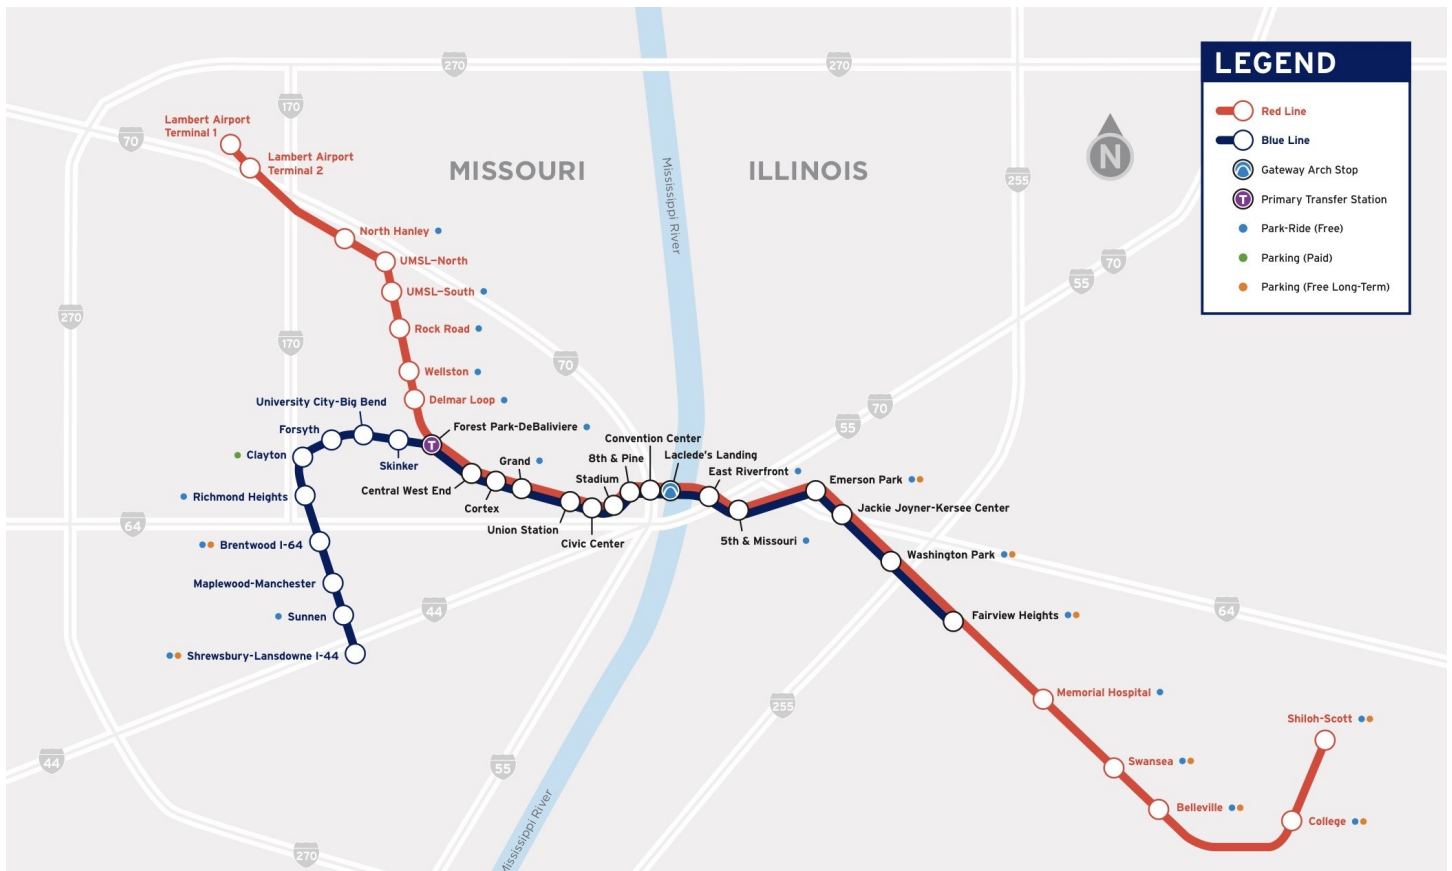 270
270
LEGEND
Red Line
Blue Line
Gateway Arch Stop
Primary Transfer Station
Park-Ride (Free)
Parking (Paid)
Parking (Free Long-Term)
170
Lambert Airport
Terminal 1
70
Lambert Airport
Terminal 2
MISSOURI
ILLINOIS
N
Mississippi River
255
North Hanley
UMSL–North
70
55
UMSL–South
270
Rock Road
170
70
Wellston
Delmar Loop
University City-Big Bend
70
55
Forsyth
Forest Park-DeBaliviere
T
Convention Center
Clayton
Skinker
Grand
8th & Pine
Laclede's Landing
East Riverfront
Stadium
Emerson Park
Central West End
Richmond Heights
Cortex
Jackie Joyner-Kersee Center
64
Union Station
Civic Center
5th & Missouri
Brentwood I-64
Washington Park
Maplewood-Manchester
44
64
Sunnen
Fairview Heights
Shrewsbury-Lansdowne I-44
Memorial Hospital
255
Shiloh-Scott
44
55
Swansea
Belleville
College
Mississippi River
270
T